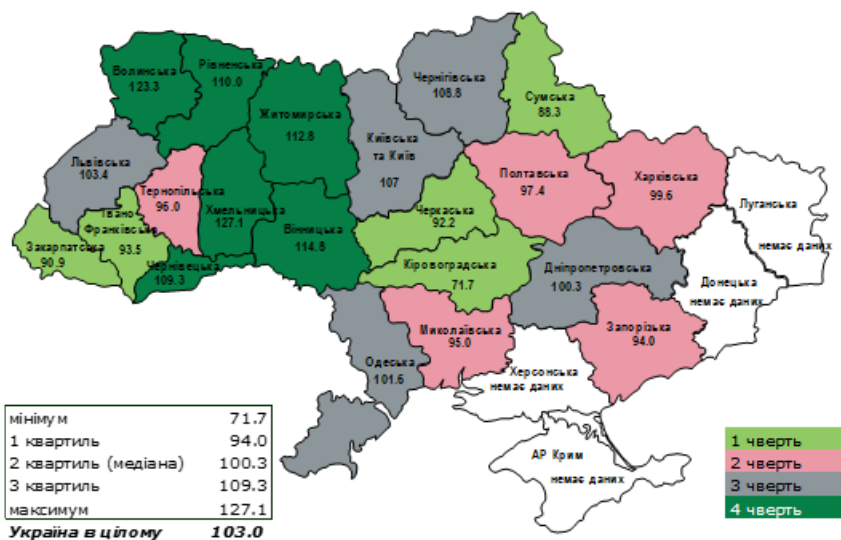 Волинська
123.3
Рівненська
110.0
Житомирська
112.8
Київська
та Київ
107
Чернігівська
108.8
Сумська
88.3
Львівська
103.4
Тернопільська
96.0
Хмельницька
127.1
Вінницька
114.8
Івано-
Франківська
93.5
Закарпатська
90.9
Чернівецька
109.3
Черкаська
92.2
Полтавська
97.4
Харківська
99.6
Луганська
немає даних
Кіровоградська
71.7
Дніпропетровська
100.3
Донецька
немає даних
Миколаївська
95.0
Запорізька
94.0
Одеська
101.6
Херсонська
немає даних
АР Крим
немає даних
мінімум 71.7
1 квартиль 94.0
2 квартиль (медіана) 100.3
3 квартиль 109.3
максимум 127.1
Україна в цілому 103.0
1 чверть
2 чверть
3 чверть
4 чверть